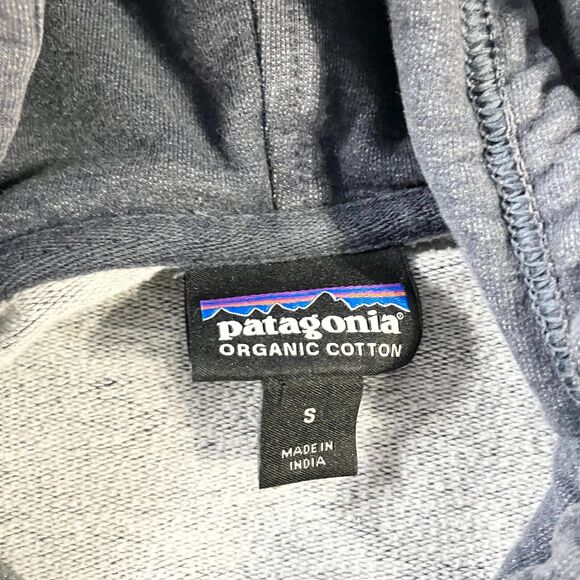 patagonia®
ORGANIC COTTON
S
MADE IN
INDIA